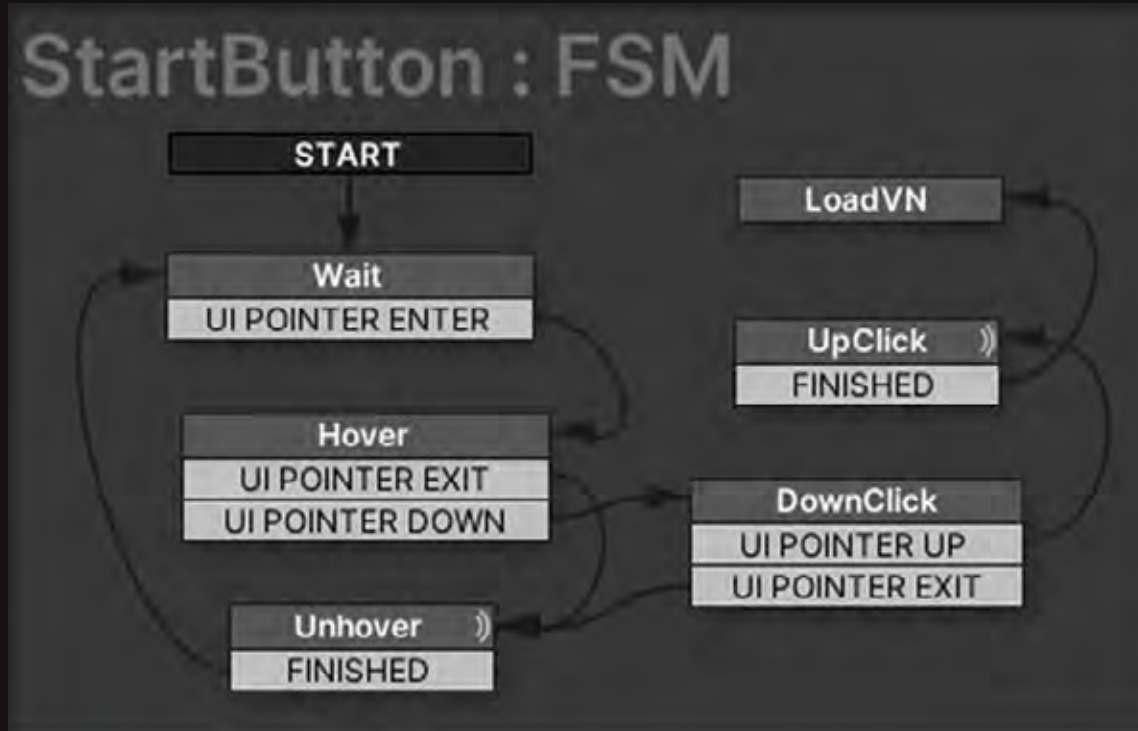 StartButton : FSM
START
Wait
UI POINTER ENTER
Hover
UI POINTER EXIT
UI POINTER DOWN
Unhover
FINISHED
LoadVN
UpClick
FINISHED
DownClick
UI POINTER UP
UI POINTER EXIT